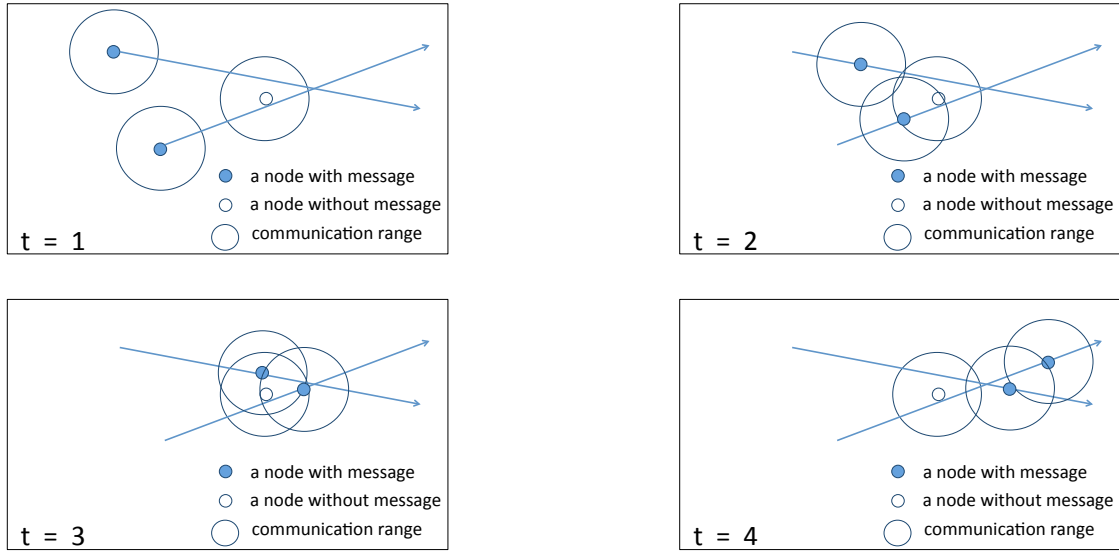 a node with message
a node without message
communication range
t = 1
a node with message
a node without message
communication range
t = 2
a node with message
a node without message
communication range
t = 3
a node with message
a node without message
communication range
t = 4